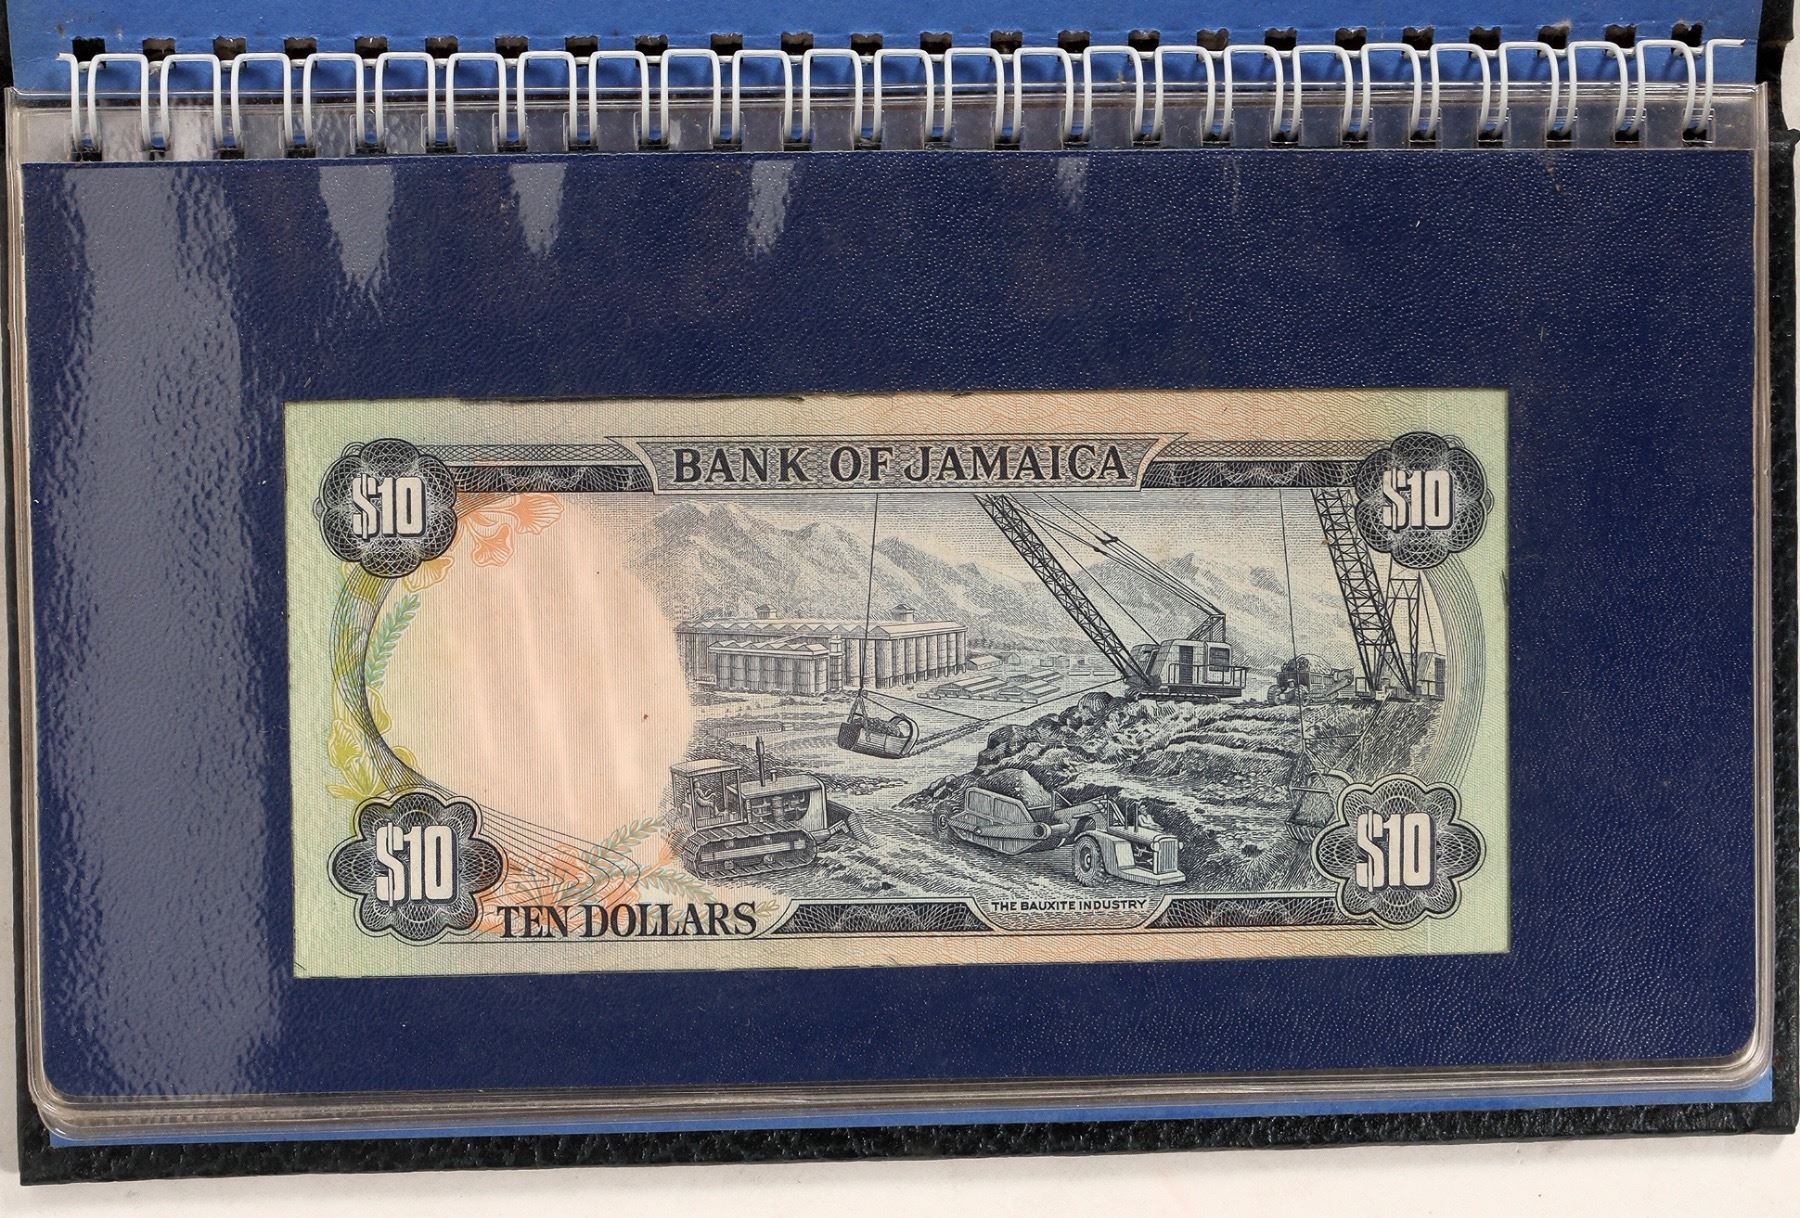 BANK OF JAMAICA
$10
$10
$10
$10
TEN DOLLARS
THE BAUXITE INDUSTRY